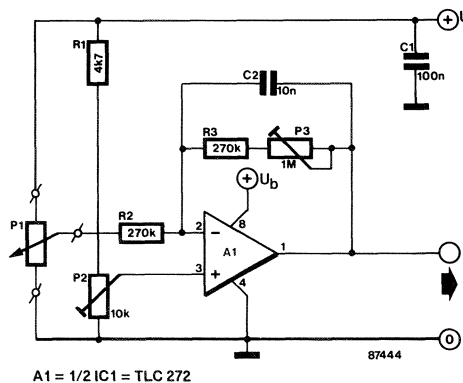 + U
R1
4k7
C1
100n
C2
10n
R3
270k
P3
1M
+ Ub
P1
R2
270k
2
−
8
A1
1
3
+
4
P2
10k
0
87444
A1 = 1/2 IC1 = TLC 272